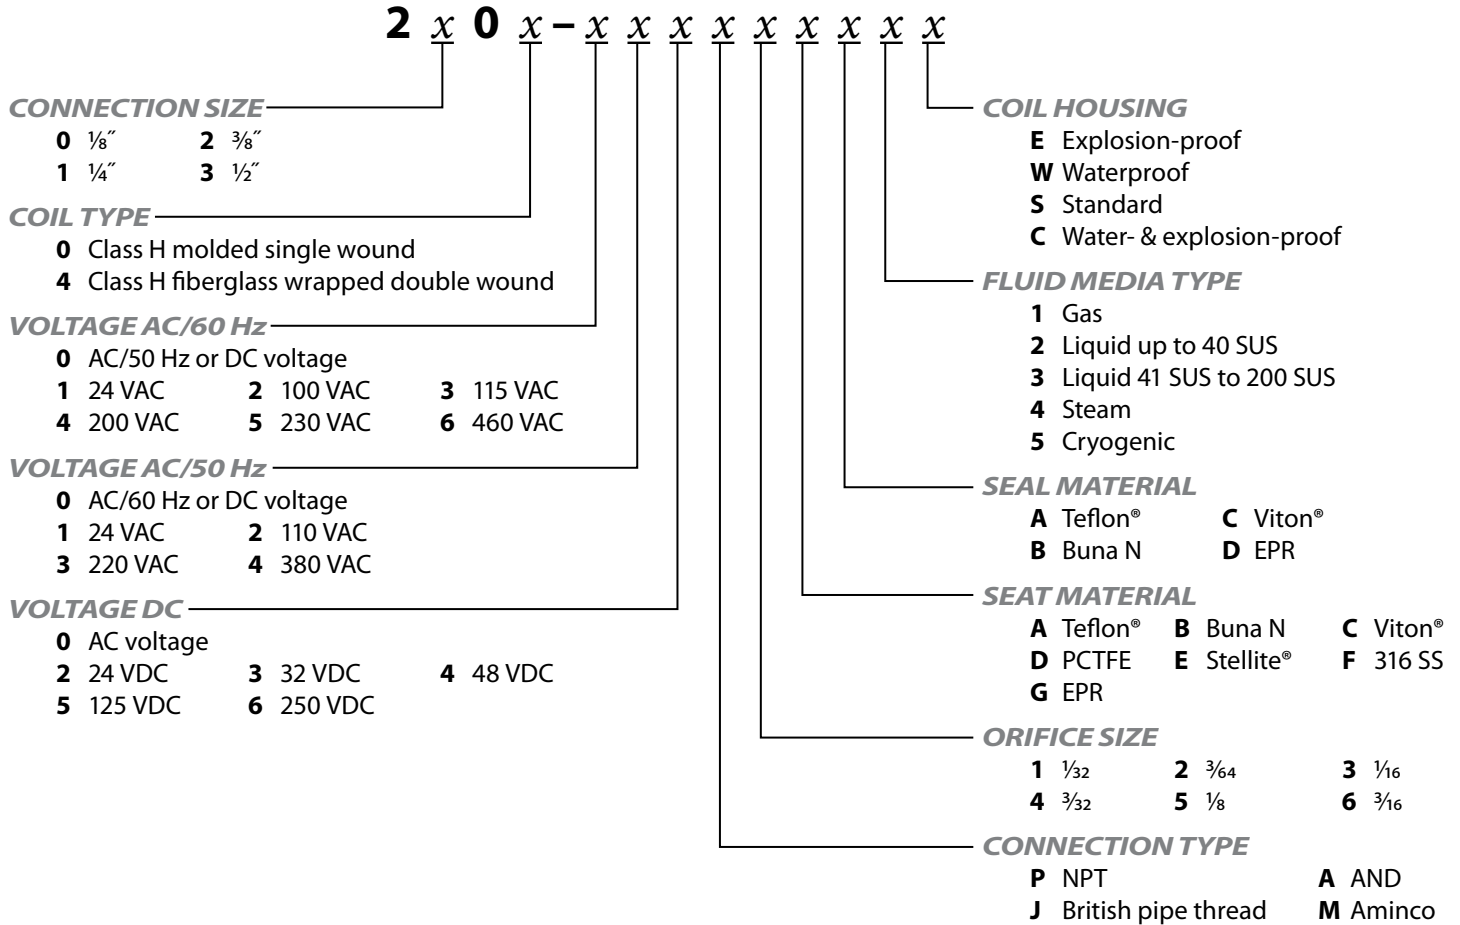 2 x 0 x – x x x x x x x x x
CONNECTION SIZE
0 ⅛˝ 2 ⅜˝
1 ¼˝ 3 ½˝
COIL TYPE
0 Class H molded single wound
4 Class H fiberglass wrapped double wound
VOLTAGE AC/60 Hz
0 AC/50 Hz or DC voltage
1 24 VAC 2 100 VAC 3 115 VAC
4 200 VAC 5 230 VAC 6 460 VAC
VOLTAGE AC/50 Hz
0 AC/60 Hz or DC voltage
1 24 VAC 2 110 VAC
3 220 VAC 4 380 VAC
VOLTAGE DC
0 AC voltage
2 24 VDC 3 32 VDC 4 48 VDC
5 125 VDC 6 250 VDC
COIL HOUSING
E Explosion-proof
W Waterproof
S Standard
C Water- & explosion-proof
FLUID MEDIA TYPE
1 Gas
2 Liquid up to 40 SUS
3 Liquid 41 SUS to 200 SUS
4 Steam
5 Cryogenic
SEAL MATERIAL
A Teflon® C Viton®
B Buna N D EPR
SEAT MATERIAL
A Teflon® B Buna N C Viton®
D PCTFE E Stellite® F 316 SS
G EPR
ORIFICE SIZE
1 1⁄32 2 3⁄64 3 1⁄16
4 3⁄32 5 ⅛ 6 3⁄16
CONNECTION TYPE
P NPT A AND
J British pipe thread M Aminco